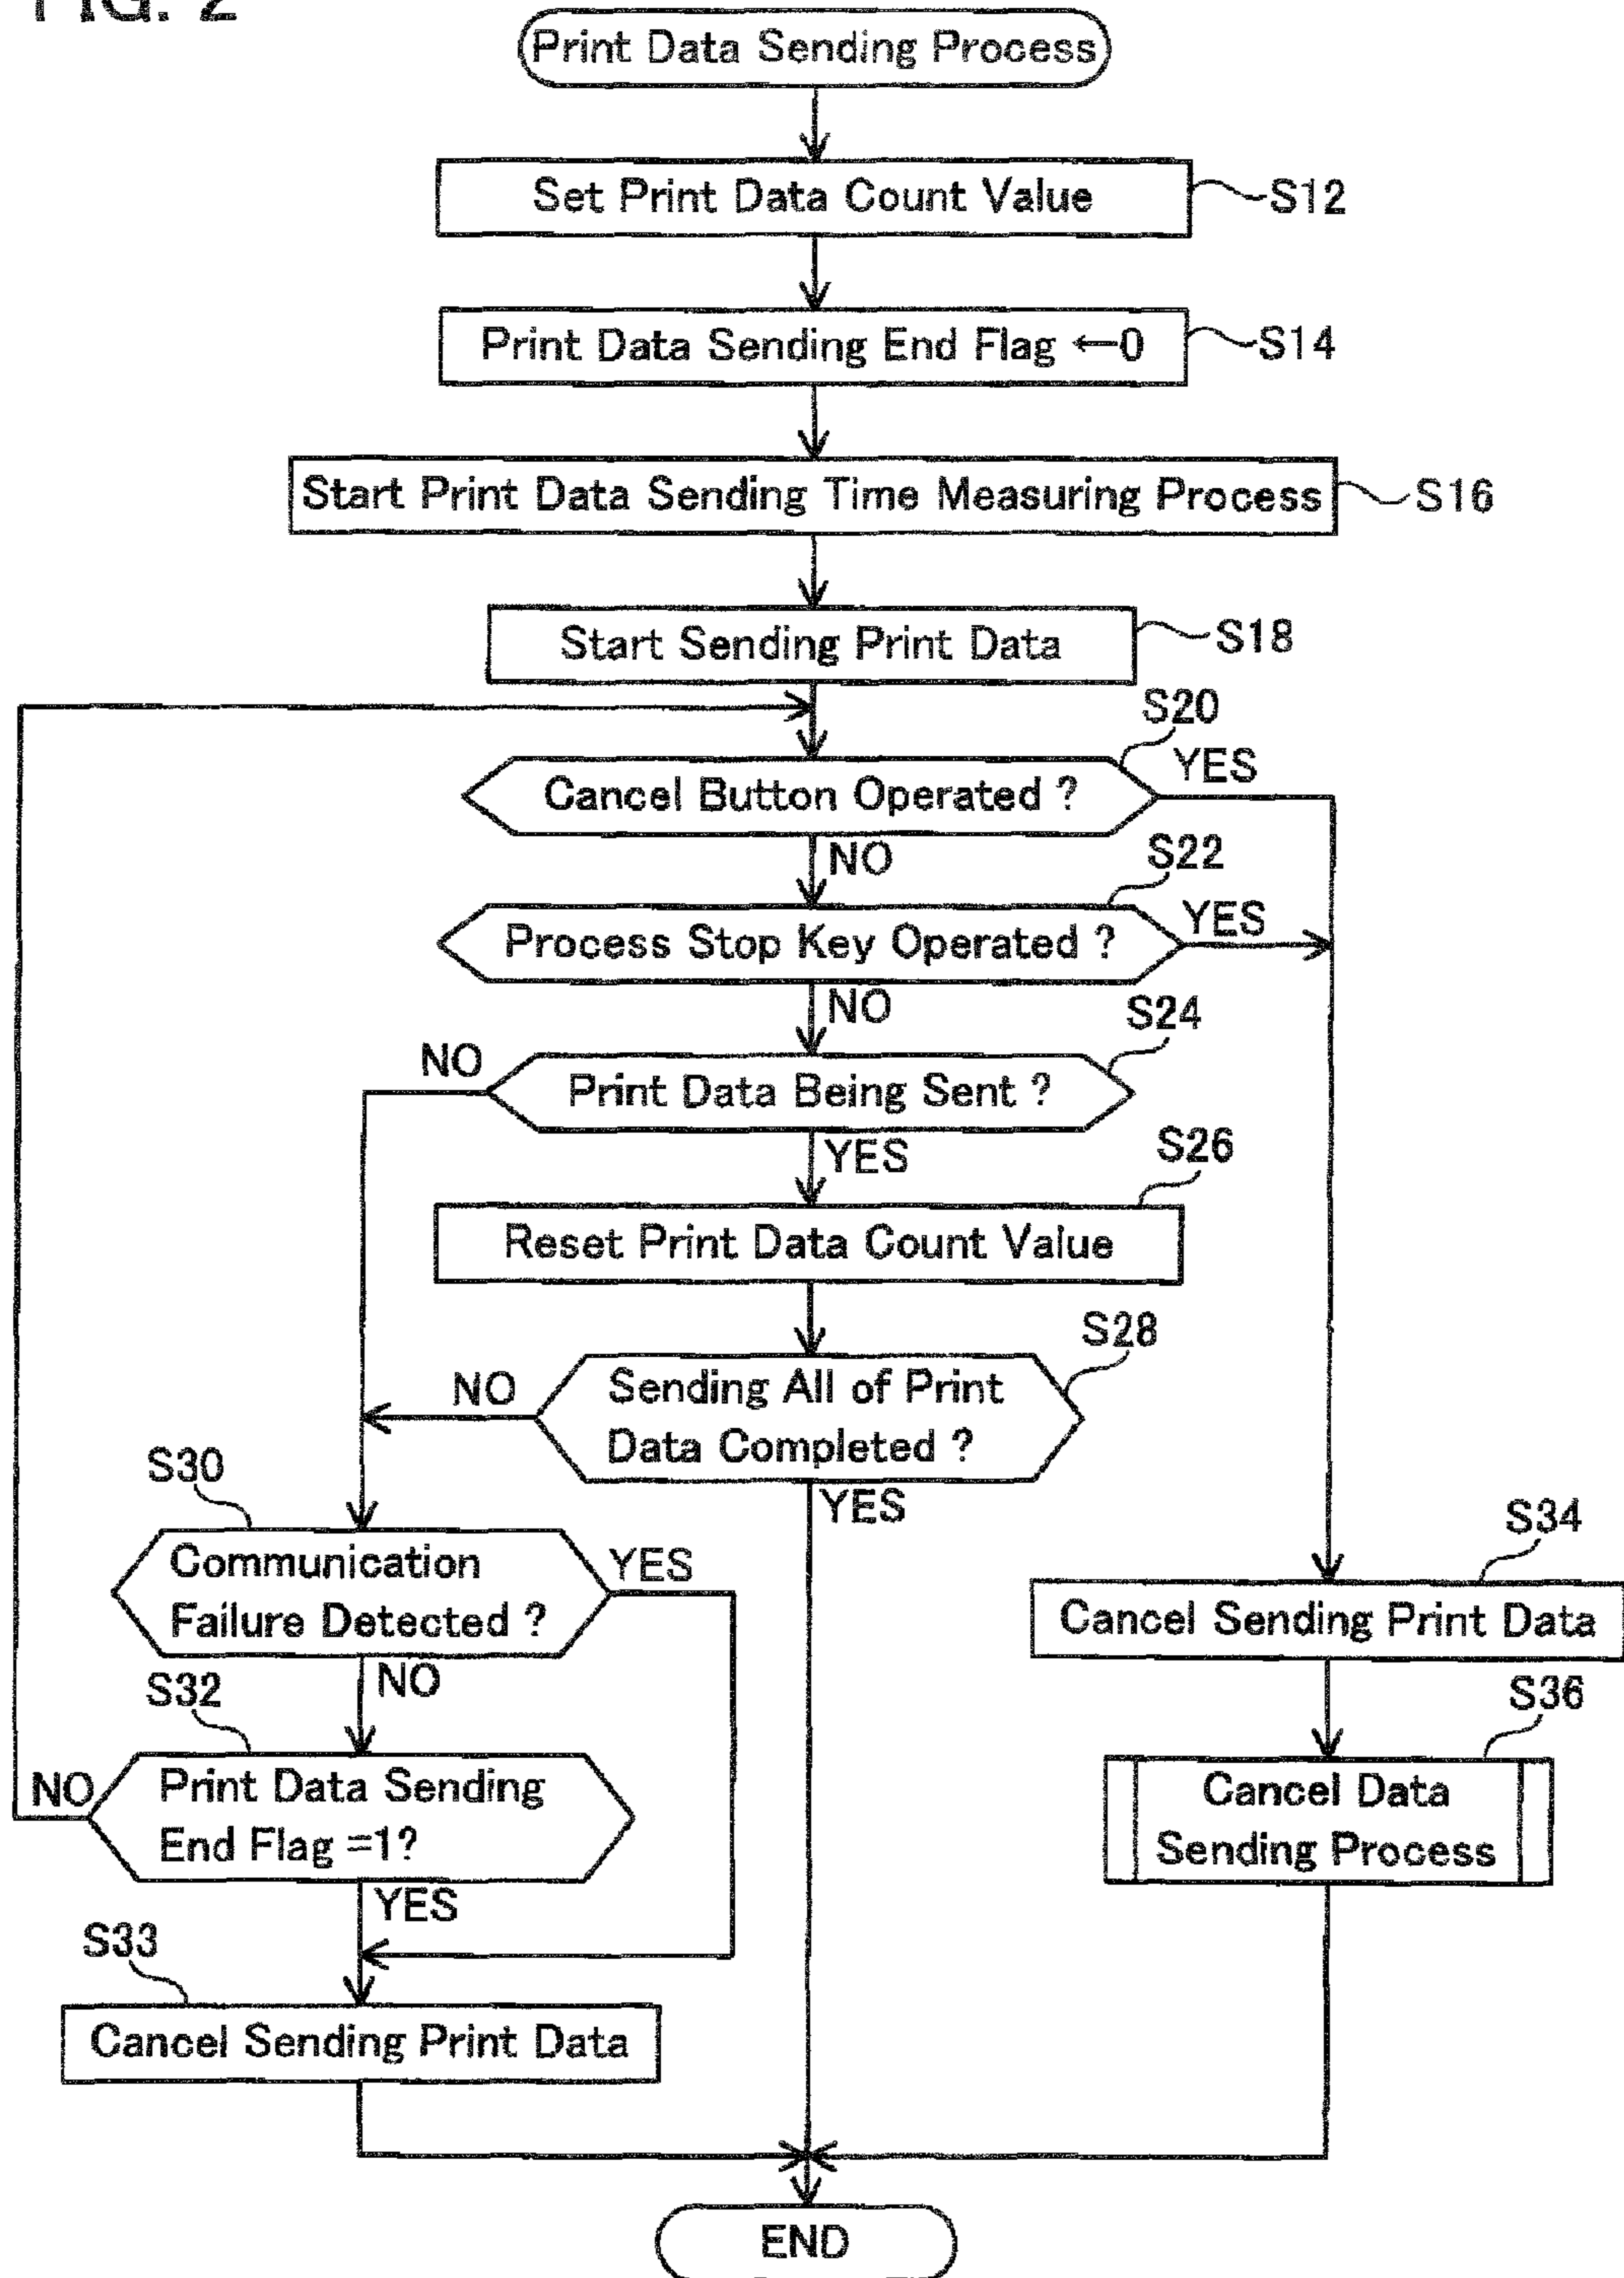 FIG. 2
Print Data Sending Process
Set Print Data Count Value
S12
Print Data Sending End Flag ←0
S14
Start Print Data Sending Time Measuring Process
S16
Start Sending Print Data
S18
S20
Cancel Button Operated ?
YES
NO
S22
Process Stop Key Operated ?
YES
NO
S24
NO
Print Data Being Sent ?
YES
S26
Reset Print Data Count Value
S28
NO
Sending All of Print
Data Completed ?
YES
S30
Communication
Failure Detected ?
YES
NO
S32
NO
Print Data Sending
End Flag =1?
YES
S33
Cancel Sending Print Data
S34
Cancel Sending Print Data
S36
Cancel Data
Sending Process
END